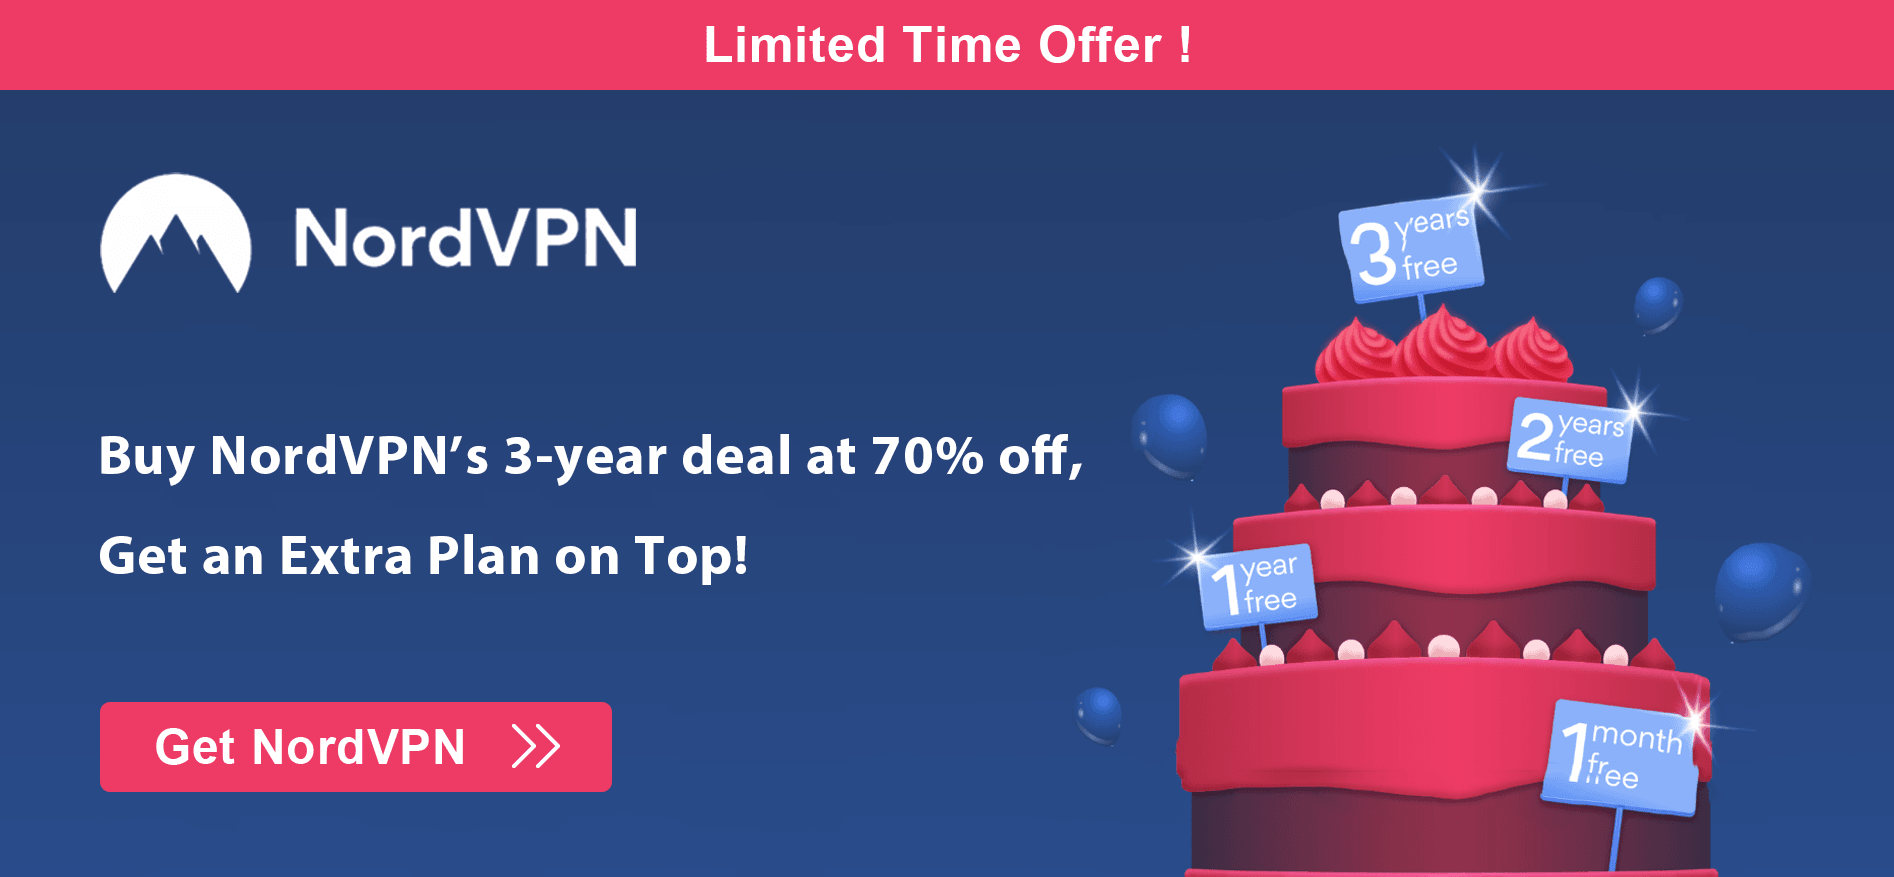 Limited Time Offer !
NordVPN
Buy NordVPN’s 3-year deal at 70% off,
Get an Extra Plan on Top!
Get NordVPN
3 years
free
2 years
free
1 year
free
1 month
free